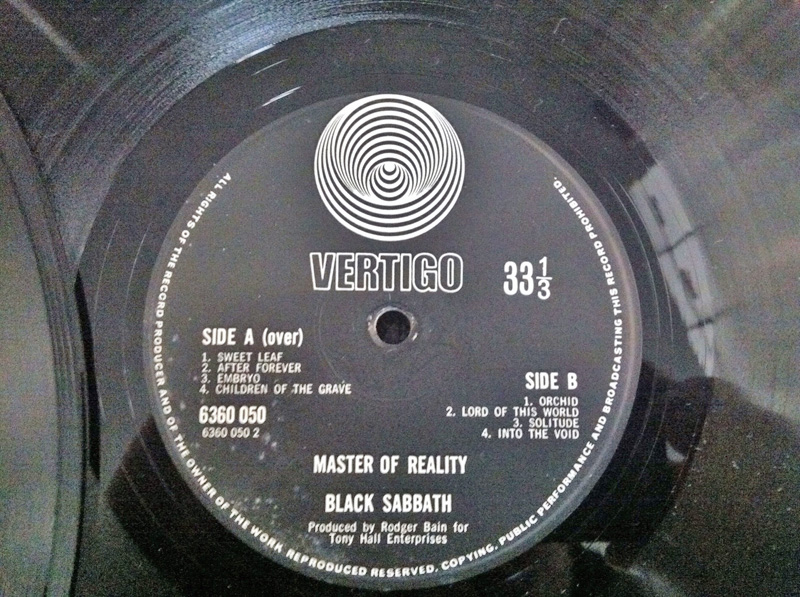 VERTIGO
33 1/3
SIDE A (over)
1. SWEET LEAF
2. AFTER FOREVER
3. EMBRYO
4. CHILDREN OF THE GRAVE
6360 050
6360 050 2
SIDE B
1. ORCHID
2. LORD OF THIS WORLD
3. SOLITUDE
4. INTO THE VOID
MASTER OF REALITY
BLACK SABBATH
Produced by Rodger Bain for
Tony Hall Enterprises
ALL RIGHTS OF THE RECORD PRODUCER AND OF THE OWNER OF THE WORK REPRODUCED RESERVED. COPYING, PUBLIC PERFORMANCE AND BROADCASTING THIS RECORD PROHIBITED.